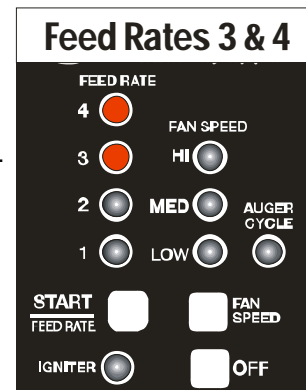 Feed Rates 3 & 4
FEED RATE
4
FAN SPEED
3 HI
2 MED AUGER
CYCLE
1 LOW
START FAN
FEED RATE SPEED
IGNITER OFF